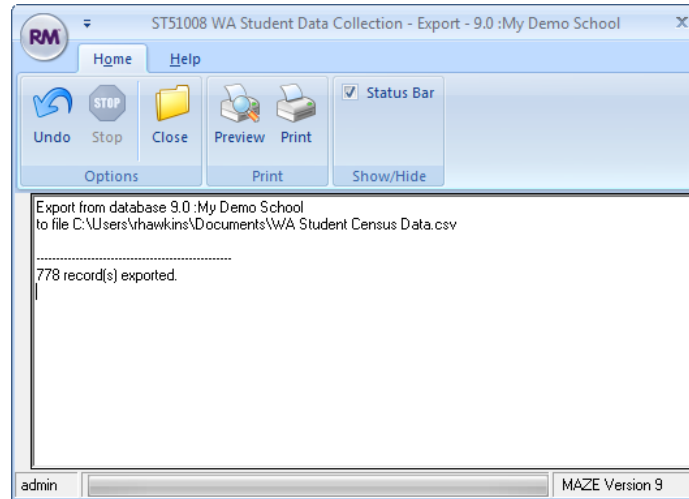 RM
ST51008 WA Student Data Collection - Export - 9.0 :My Demo School
Home Help
STOP
Status Bar
Undo Stop Close Preview Print
Options Print Show/Hide
Export from database 9.0 :My Demo School
to file C:\Users\rhawkins\Documents\WA Student Census Data.csv
--------------------------------------------------
778 record(s) exported.
admin MAZE Version 9